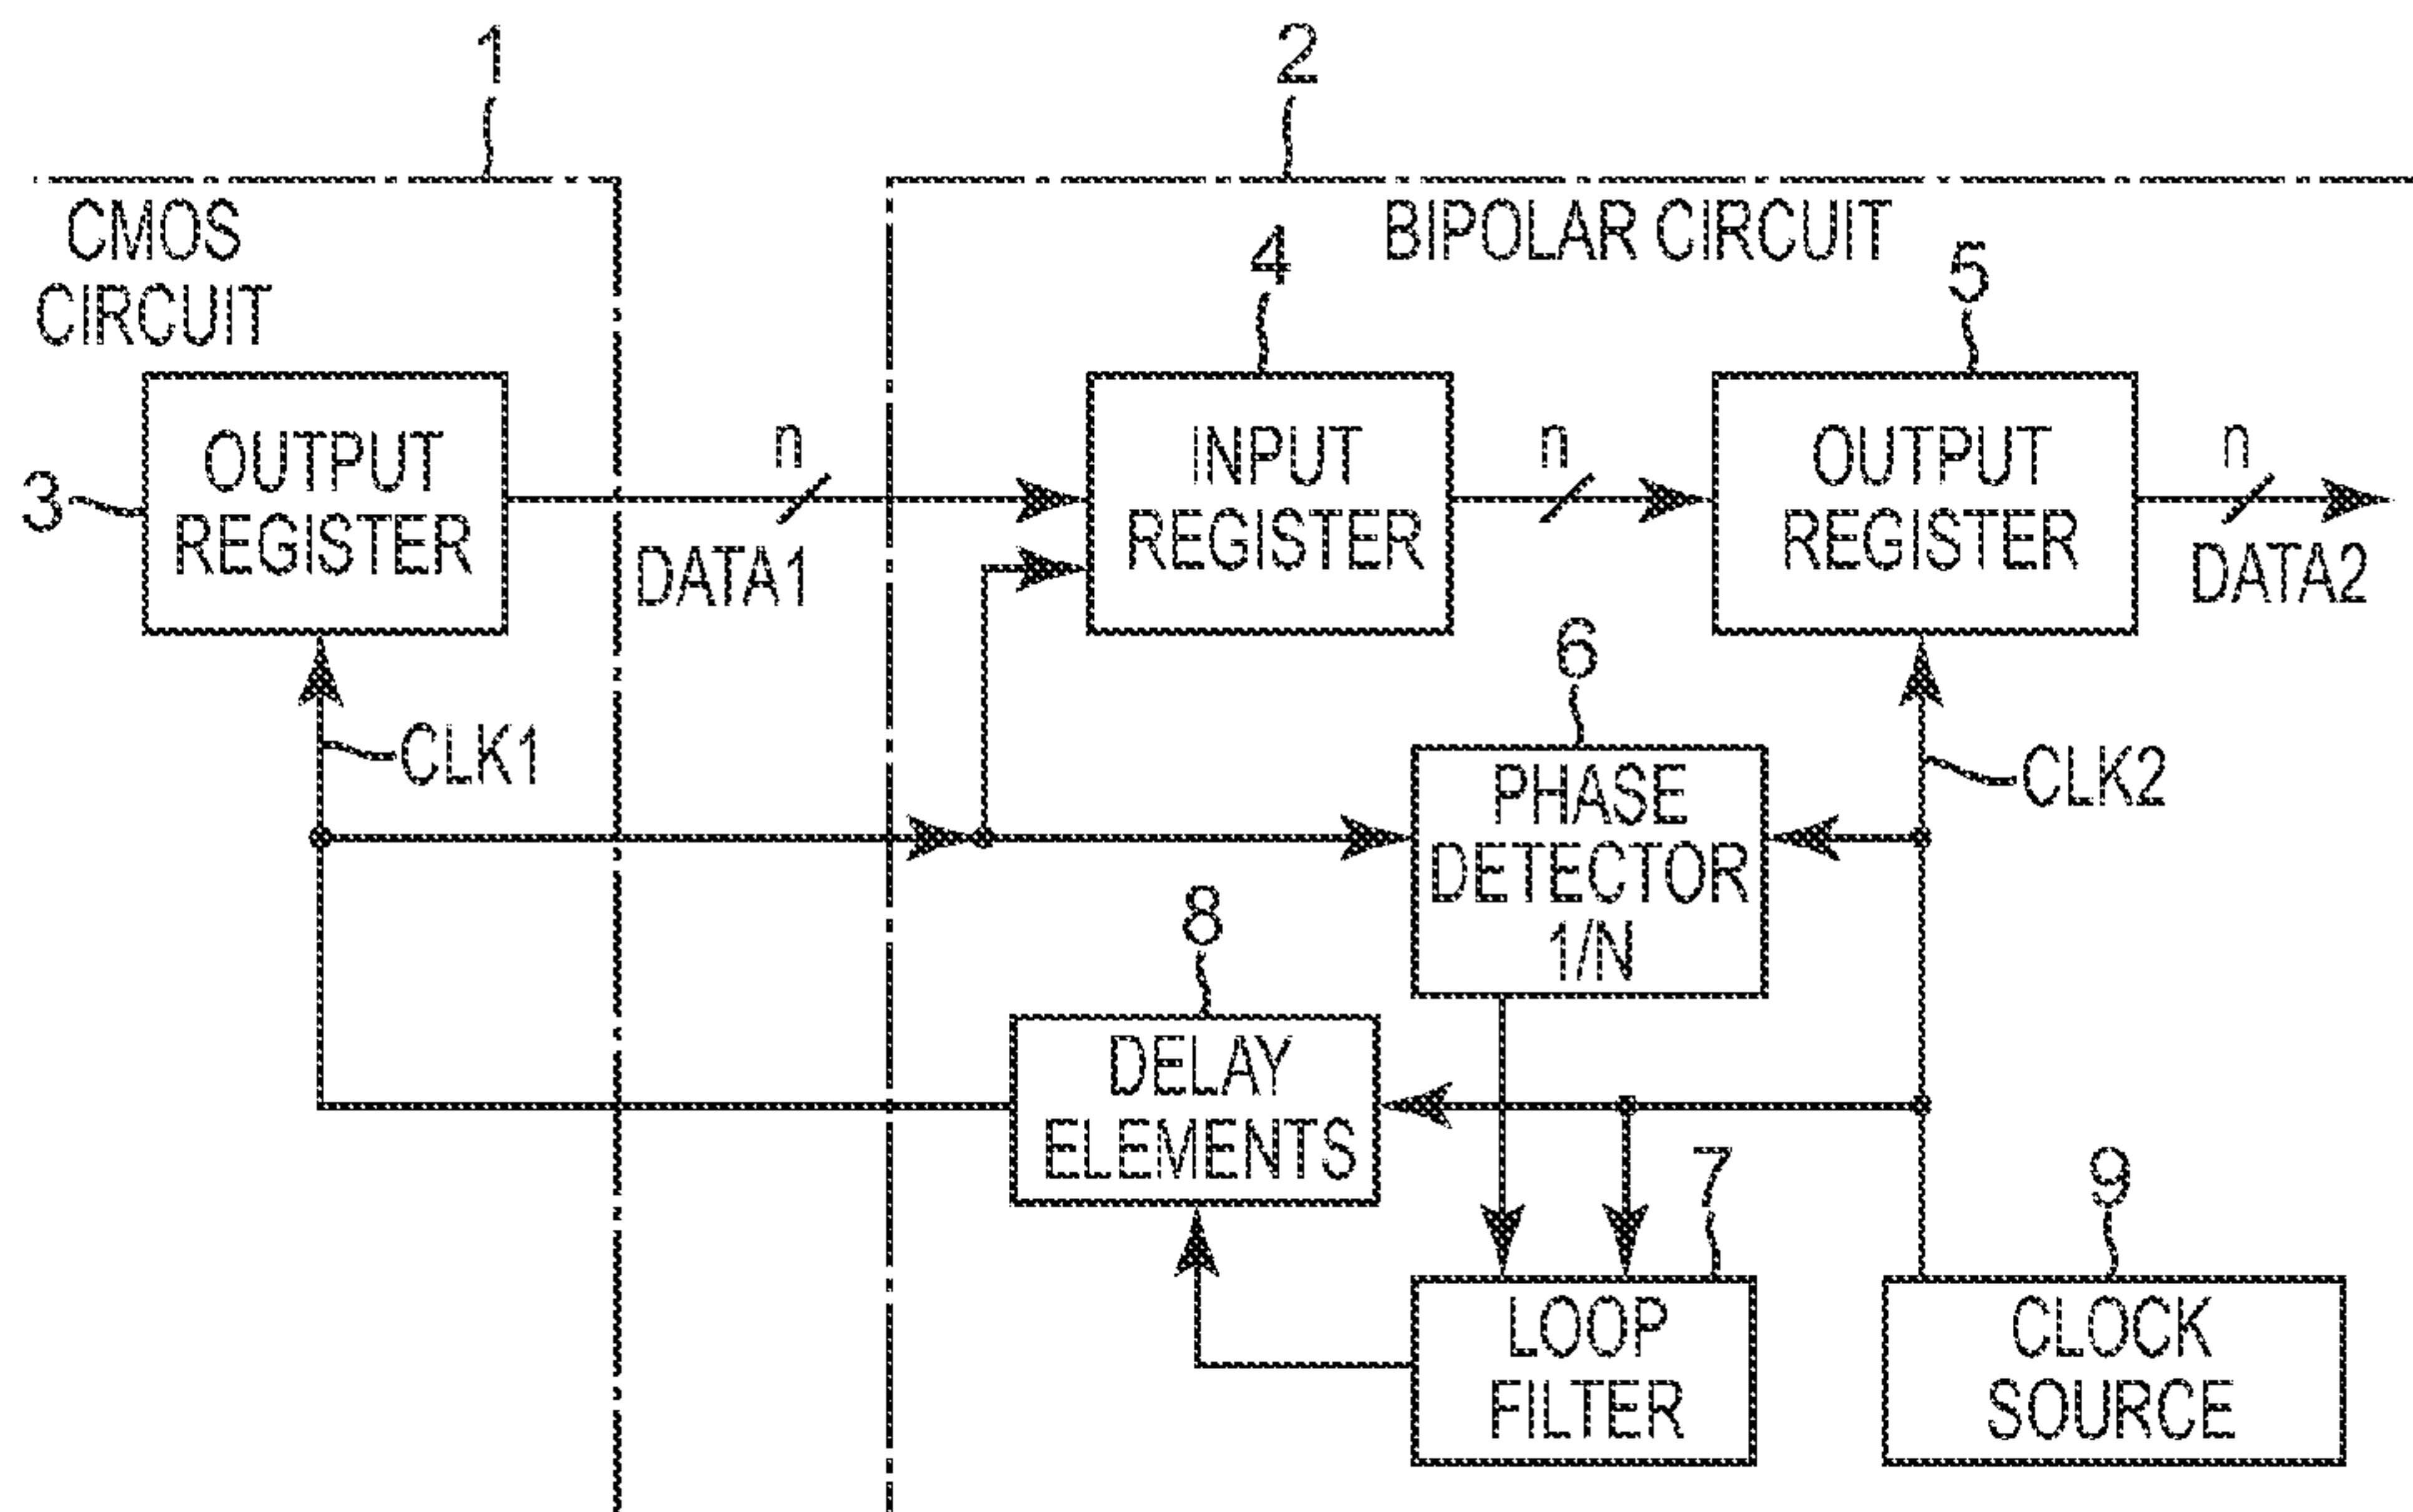 1
2
CMOS
CIRCUIT
BIPOLAR CIRCUIT
4
5
3
OUTPUT
REGISTER
n
DATA1
INPUT
REGISTER
n
OUTPUT
REGISTER
n
DATA2
6
CLK1
PHASE
DETECTOR
1/N
CLK2
8
DELAY
ELEMENTS
7
9
LOOP
FILTER
CLOCK
SOURCE